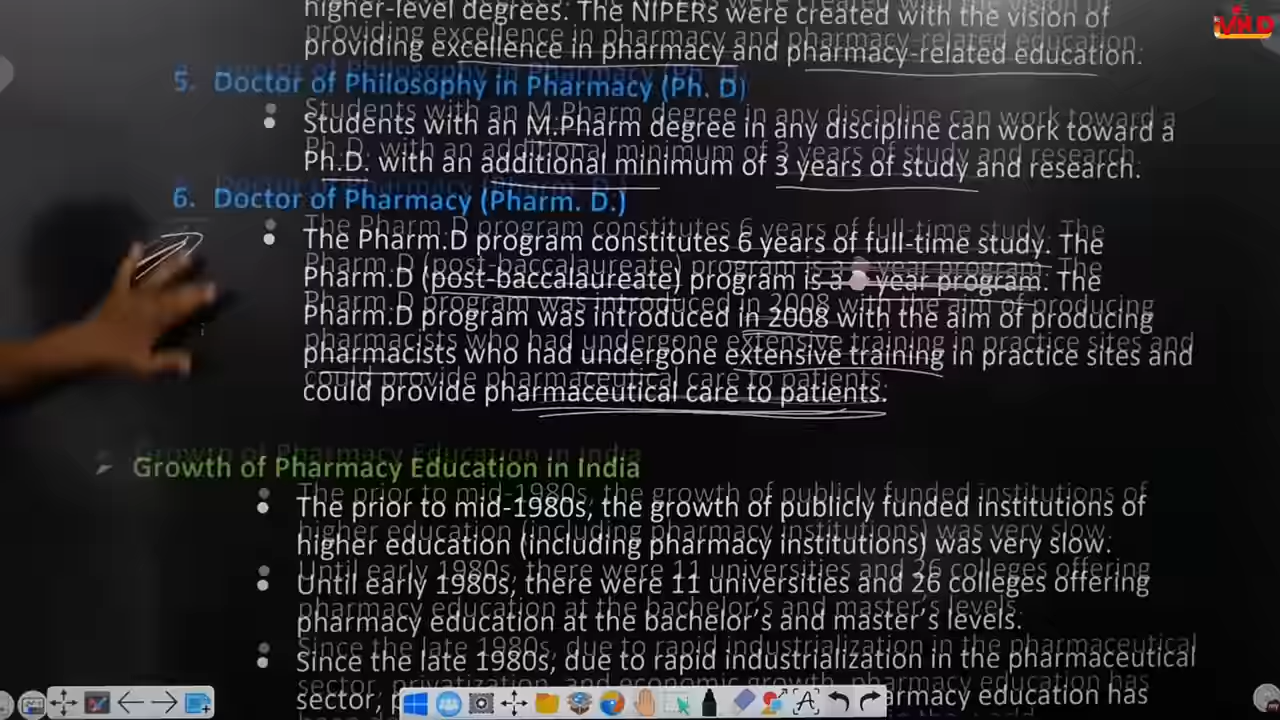 higher-level degrees. The NIPERs were created with the vision of
providing excellence in pharmacy and pharmacy-related education.
5. Doctor of Philosophy in Pharmacy (Ph. D)
Students with an M.Pharm degree in any discipline can work toward a
Ph.D. with an additional minimum of 3 years of study and research.
6. Doctor of Pharmacy (Pharm. D.)
The Pharm.D program constitutes 6 years of full-time study. The
Pharm.D (post-baccalaureate) program is a year program. The
Pharm.D program was introduced in 2008 with the aim of producing
pharmacists who had undergone extensive training in practice sites and
could provide pharmaceutical care to patients.
Growth of Pharmacy Education in India
The prior to mid-1980s, the growth of publicly funded institutions of
higher education (including pharmacy institutions) was very slow.
Until early 1980s, there were 11 universities and 26 colleges offering
pharmacy education at the bachelor's and master's levels.
Since the late 1980s, due to rapid industrialization in the pharmaceutical
sector, privatization, and economic growth, pharmacy education has